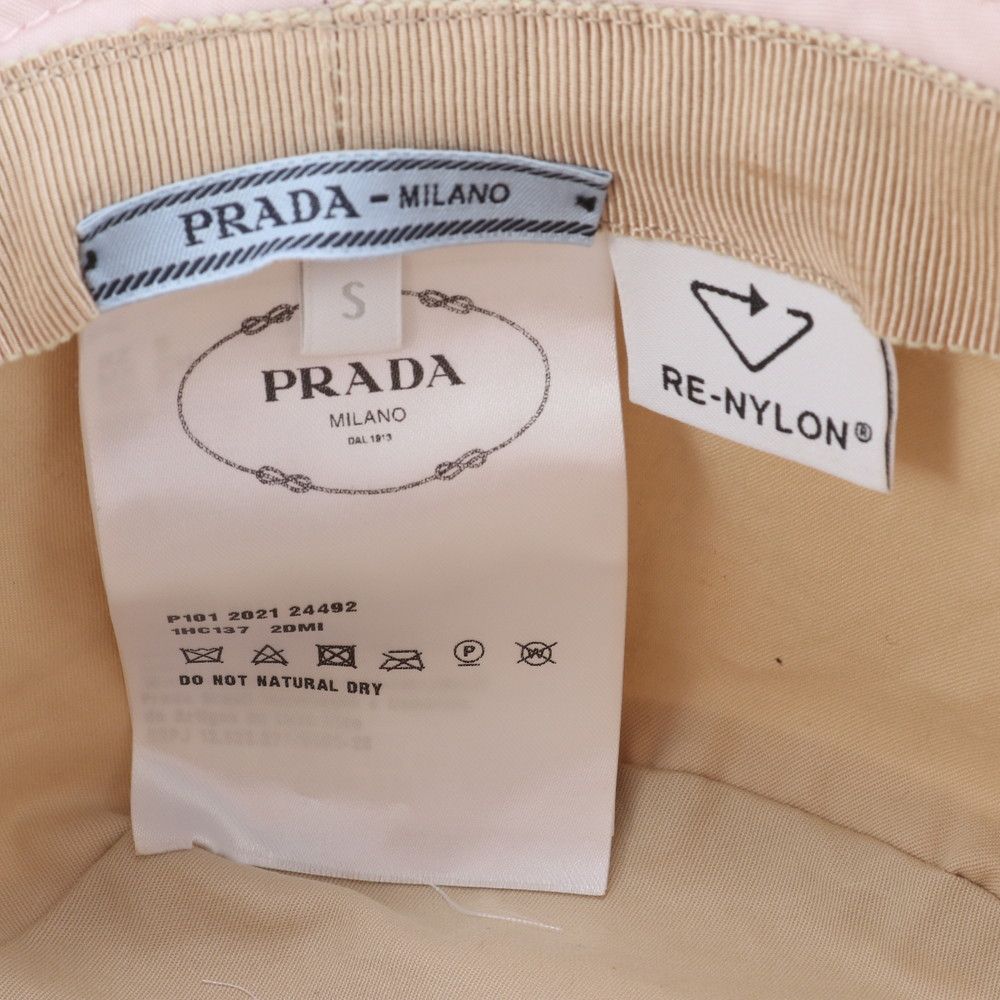 PRADA - MILANO
S
PRADA
MILANO
DAL 1913
RE-NYLON®
P101 2021 24492
1HC137 2DMI
P
W
DO NOT NATURAL DRY